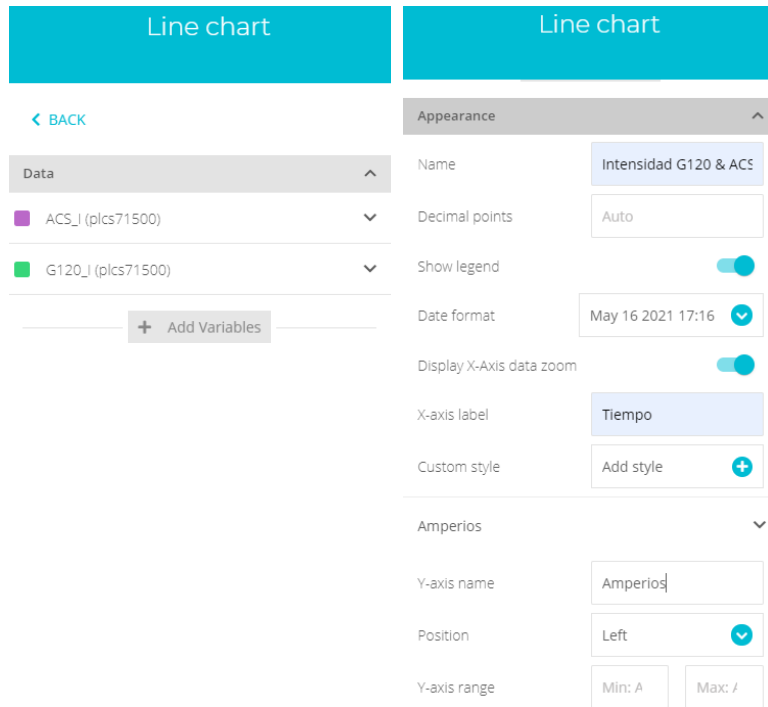 Line chart
BACK
Data
ACS_I (plcs71500)
G120_I (plcs71500)
+ Add Variables
Line chart
Appearance
Name Intensidad G120 & ACS
Decimal points Auto
Show legend
Date format May 16 2021 17:16
Display X-Axis data zoom
X-axis label Tiempo
Custom style Add style
Amperios
Y-axis name Amperios
Position Left
Y-axis range Min: Max: